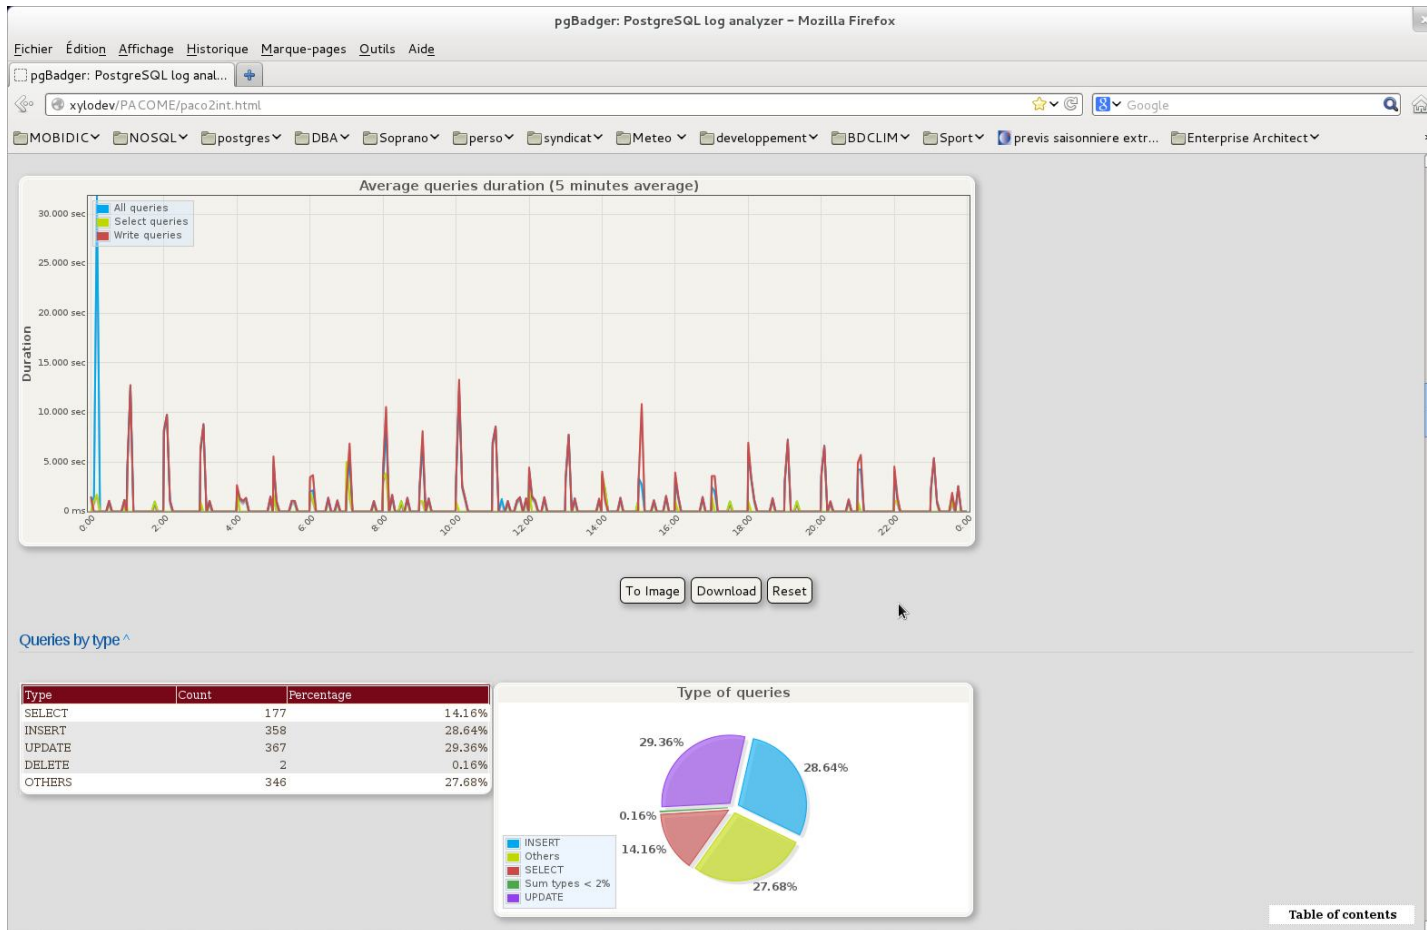 pgBadger: PostgreSQL log analyzer – Mozilla Firefox
Fichier Édition Affichage Historique Marque-pages Outils Aide
pgBadger: PostgreSQL log anal...
xylodev/PACOME/paco2int.html
Google
MOBIDIC NOSQL postgres DBA Soprano perso syndicat Meteo developpement BDCLIM Sport previs saisonniere extr... Enterprise Architect
Average queries duration (5 minutes average)
All queries
Select queries
Write queries
Duration
30.000 sec
25.000 sec
20.000 sec
15.000 sec
10.000 sec
5.000 sec
0 ms
0:00 2:00 4:00 6:00 8:00 10:00 12:00 14:00 16:00 18:00 20:00 22:00 0:00
To Image Download Reset
Queries by type ^
Type Count Percentage
SELECT 177 14.16%
INSERT 358 28.64%
UPDATE 367 29.36%
DELETE 2 0.16%
OTHERS 346 27.68%
Type of queries
29.36%
28.64%
0.16%
14.16%
27.68%
INSERT
Others
SELECT
Sum types < 2%
UPDATE
Table of contents